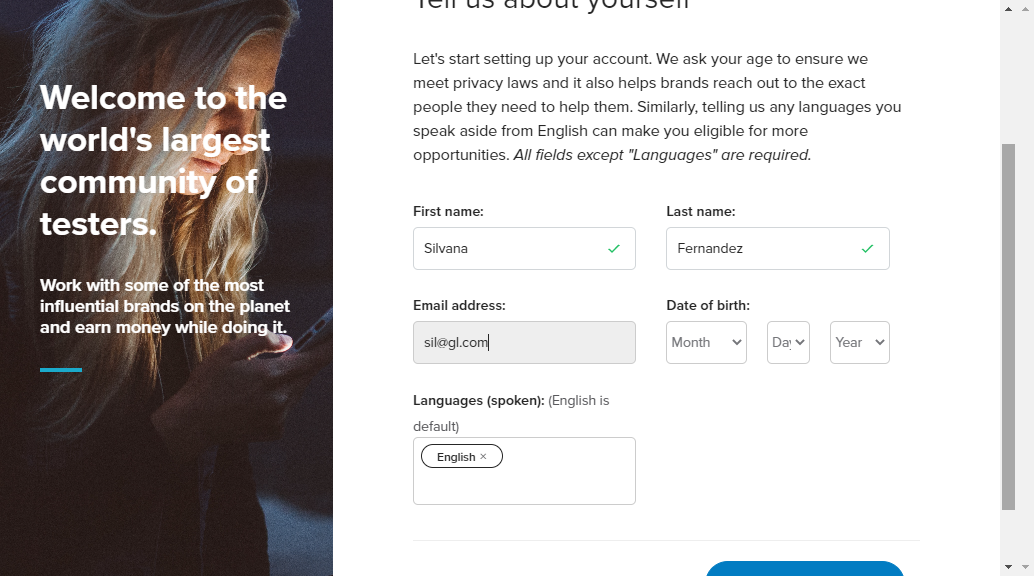 Tell us about yourself
Welcome to the
world's largest
community of
testers.
Work with some of the most
influential brands on the planet
and earn money while doing it.
Let's start setting up your account. We ask your age to ensure we
meet privacy laws and it also helps brands reach out to the exact
people they need to help them. Similarly, telling us any languages you
speak aside from English can make you eligible for more
opportunities. All fields except "Languages" are required.
First name:
Last name:
Silvana
Fernandez
Email address:
Date of birth:
sil@gl.com
Month
Day
Year
Languages (spoken): (English is
default)
English ×